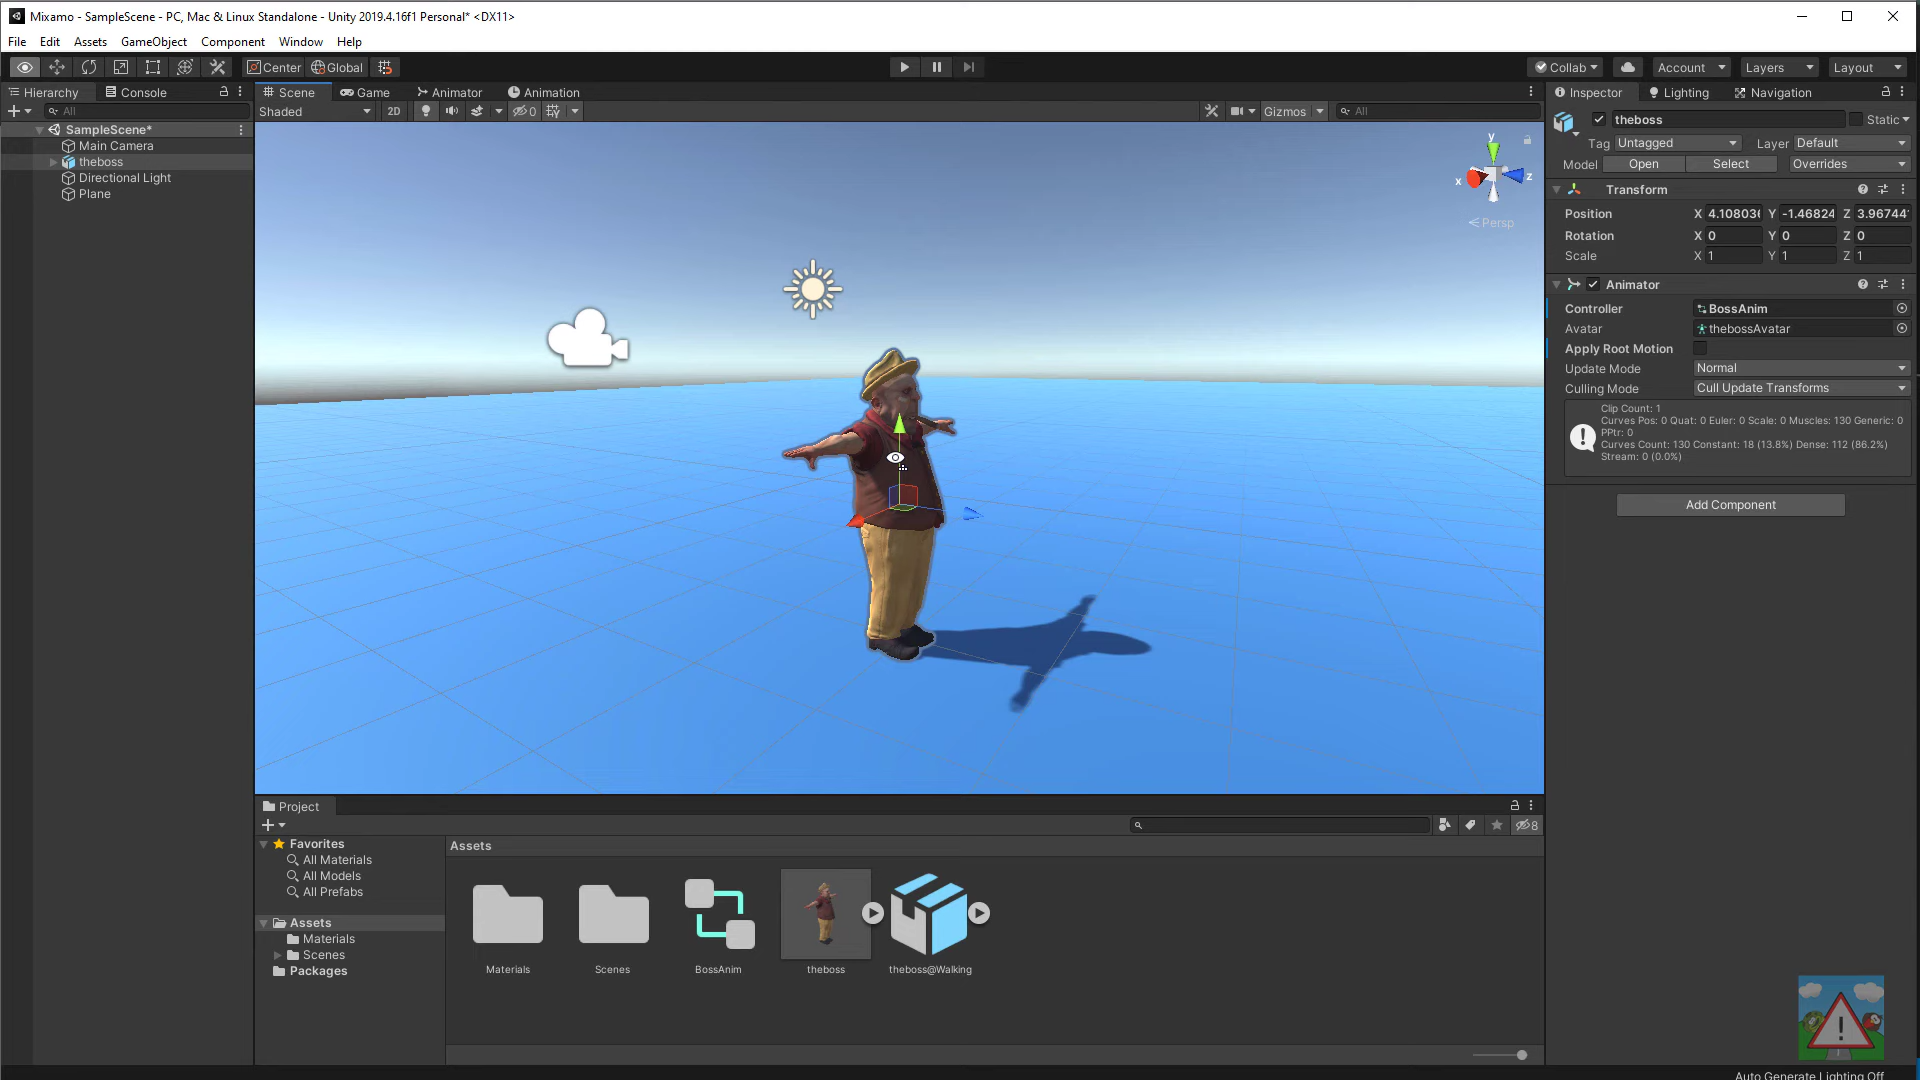 Mixamo - SampleScene - PC, Mac & Linux Standalone - Unity 2019.4.16f1 Personal* <DX11>
File Edit Assets GameObject Component Window Help
Center Global Collab Account Layers Layout
Hierarchy Console
All
SampleScene*
Main Camera
theboss
Directional Light
Plane
Scene Game Animator Animation
Shaded 2D 0 Gizmos All
y
x z
Persp
Inspector Lighting Navigation
theboss Static
Tag Untagged Layer Default
Model Open Select Overrides
Transform
Position X 4.10803 Y -1.46824 Z 3.96744
Rotation X 0 Y 0 Z 0
Scale X 1 Y 1 Z 1
Animator
Controller BossAnim
Avatar thebossAvatar
Apply Root Motion
Update Mode Normal
Culling Mode Cull Update Transforms
Clip Count: 1
Curves Pos: 0 Quat: 0 Euler: 0 Scale: 0 Muscles: 130 Generic: 0
PPtr: 0
Curves Count: 130 Constant: 18 (13.8%) Dense: 112 (86.2%)
Stream: 0 (0.0%)
Add Component
Project
8
Favorites
All Materials
All Models
All Prefabs
Assets
Materials
Scenes
Packages
Assets
Materials Scenes BossAnim theboss theboss@Walking
Auto Generate Lighting Off